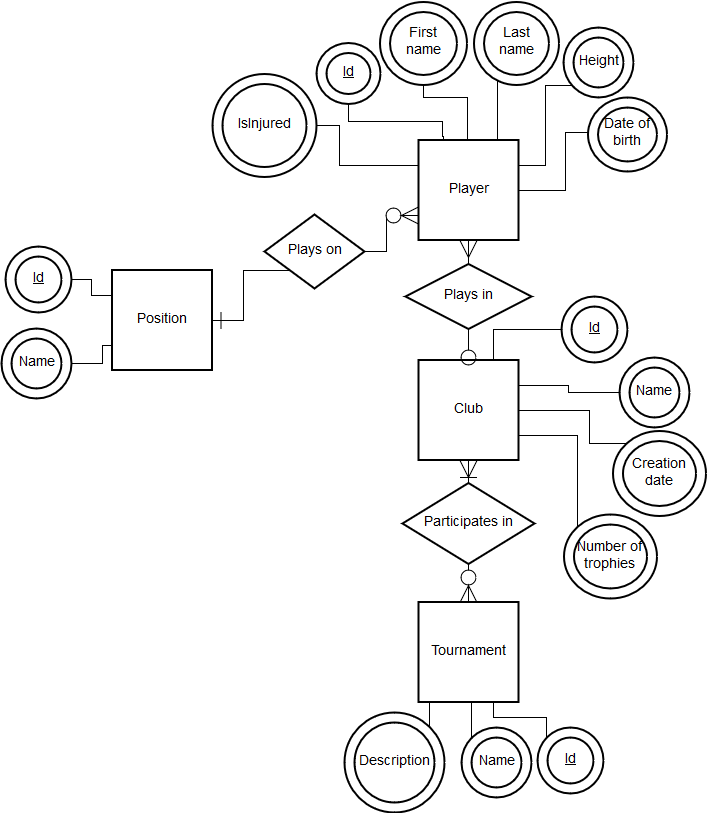 First
name
Last
name
Height
Id
IsInjured
Date of
birth
Player
Plays on
Id
Position
Name
Plays in
Id
Name
Club
Creation
date
Participates in
Number of
trophies
Tournament
Description
Name
Id